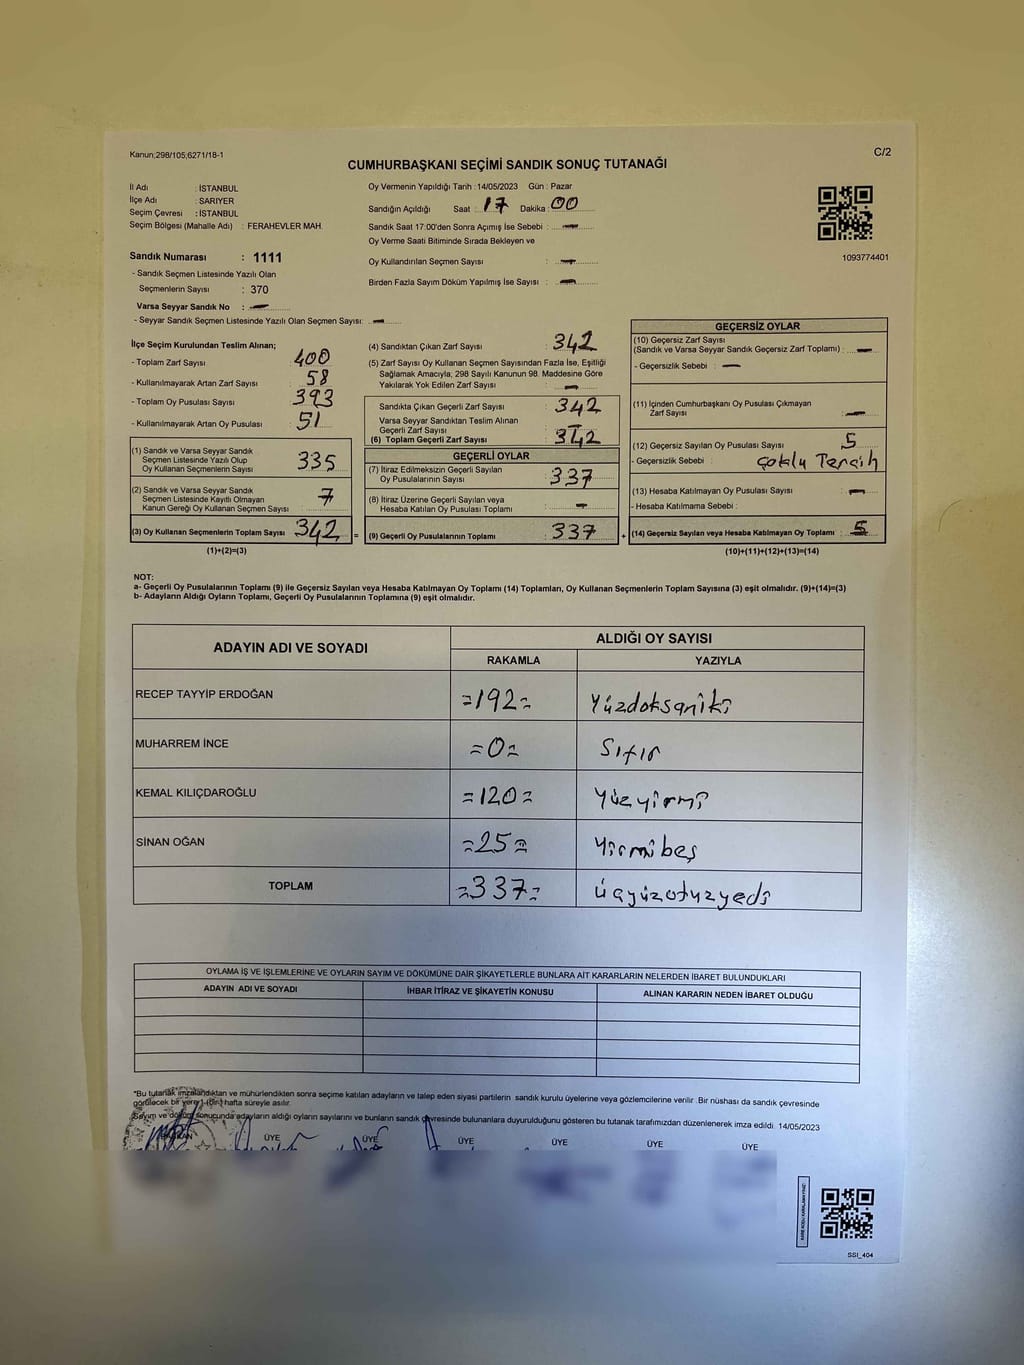 Kanun;298/105;6271/18-1
C/2
CUMHURBAŞKANI SEÇİMİ SANDIK SONUÇ TUTANAĞI
İl Adı : İSTANBUL
İlçe Adı : SARIYER
Seçim Çevresi : İSTANBUL
Seçim Bölgesi (Mahalle Adı) : FERAHEVLER MAH.
Oy Vermenin Yapıldığı Tarih : 14/05/2023 Gün : Pazar
Sandığın Açıldığı Saat : 17 Dakika : 00
Sandık Saat 17:00'den Sonra Açımış İse Sebebi : —
Oy Verme Saati Bitiminde Sırada Bekleyen ve
Oy Kullandırılan Seçmen Sayısı : —
Birden Fazla Sayım Döküm Yapılmış İse Sayısı : —
1093774401
Sandık Numarası : 1111
- Sandık Seçmen Listesinde Yazılı Olan
Seçmenlerin Sayısı : 370
Varsa Seyyar Sandık No : —
- Seyyar Sandık Seçmen Listesinde Yazılı Olan Seçmen Sayısı: —
İlçe Seçim Kurulundan Teslim Alınan;
- Toplam Zarf Sayısı : 400
- Kullanılmayarak Artan Zarf Sayısı : 58
- Toplam Oy Pusulası Sayısı : 393
- Kullanılmayarak Artan Oy Pusulası : 51
(1) Sandık ve Varsa Seyyar Sandık
Seçmen Listesinde Yazılı Olup
Oy Kullanan Seçmenlerin Sayısı : 335
(2) Sandık ve Varsa Seyyar Sandık
Seçmen Listesinde Kayıtlı Olmayan
Kanun Gereği Oy Kullanan Seçmen Sayısı : 7
(3) Oy Kullanan Seçmenlerin Toplam Sayısı : 342 =
(1)+(2)=(3)
(4) Sandıktan Çıkan Zarf Sayısı : 342
(5) Zarf Sayısı Oy Kullanan Seçmen Sayısından Fazla İse, Eşitliği
Sağlamak Amacıyla; 298 Sayılı Kanunun 98. Maddesine Göre
Yakılarak Yok Edilen Zarf Sayısı : —
Sandıkta Çıkan Geçerli Zarf Sayısı : 342
Varsa Seyyar Sandıktan Teslim Alınan
Geçerli Zarf Sayısı : —
(6) Toplam Geçerli Zarf Sayısı : 342
GEÇERLİ OYLAR
(7) İtiraz Edilmeksizin Geçerli Sayılan
Oy Pusulalarının Sayısı : 337
(8) İtiraz Üzerine Geçerli Sayılan veya
Hesaba Katılan Oy Pusulası Toplamı : —
(9) Geçerli Oy Pusulalarının Toplamı : 337 +
GEÇERSİZ OYLAR
(10) Geçersiz Zarf Sayısı
(Sandık ve Varsa Seyyar Sandık Geçersiz Zarf Toplamı) : —
- Geçersizlik Sebebi : —
(11) İçinden Cumhurbaşkanı Oy Pusulası Çıkmayan
Zarf Sayısı : —
(12) Geçersiz Sayılan Oy Pusulası Sayısı : 5
- Geçersizlik Sebebi : Çoklu Tercih
(13) Hesaba Katılmayan Oy Pusulası Sayısı : —
- Hesaba Katılmama Sebebi :
(14) Geçersiz Sayılan veya Hesaba Katılmayan Oy Toplamı : 5
(10)+(11)+(12)+(13)=(14)
NOT:
a- Geçerli Oy Pusulalarının Toplamı (9) ile Geçersiz Sayılan veya Hesaba Katılmayan Oy Toplamı (14) Toplamları, Oy Kullanan Seçmenlerin Toplam Sayısına (3) eşit olmalıdır. (9)+(14)=(3)
b- Adayların Aldığı Oyların Toplamı, Geçerli Oy Pusulalarının Toplamına (9) eşit olmalıdır.
ADAYIN ADI VE SOYADI
ALDIĞI OY SAYISI
RAKAMLA YAZIYLA
RECEP TAYYİP ERDOĞAN =192= Yüzdoksaniki
MUHARREM İNCE =0= Sıfır
KEMAL KILIÇDAROĞLU =120= Yüzyirmi
SİNAN OĞAN =25= Yirmibeş
TOPLAM =337= Üçyüzotuzyedi
OYLAMA İŞ VE İŞLEMLERİNE VE OYLARIN SAYIM VE DÖKÜMÜNE DAİR ŞİKAYETLERLE BUNLARA AİT KARARLARIN NELERDEN İBARET BULUNDUKLARI
ADAYIN ADI VE SOYADI İHBAR İTİRAZ VE ŞİKAYETİN KONUSU ALINAN KARARIN NEDEN İBARET OLDUĞU
"Bu tutanak imzalandıktan ve mühürlendikten sonra seçime katılan adayların ve talep eden siyasi partilerin sandık kurulu üyelerine veya gözlemcilerine verilir. Bir nüshası da sandık çevresinde
görülecek bir yere 1 (bir) hafta süreyle asılır.
Sayım ve döküm sonucunda adayların aldığı oyların sayılarını ve bunların sandık çevresinde bulunanlara duyurulduğunu gösteren bu tutanak tarafımızdan düzenlenerek imza edildi. 14/05/2023
BAŞKAN ÜYE ÜYE ÜYE ÜYE ÜYE ÜYE
SSI_404